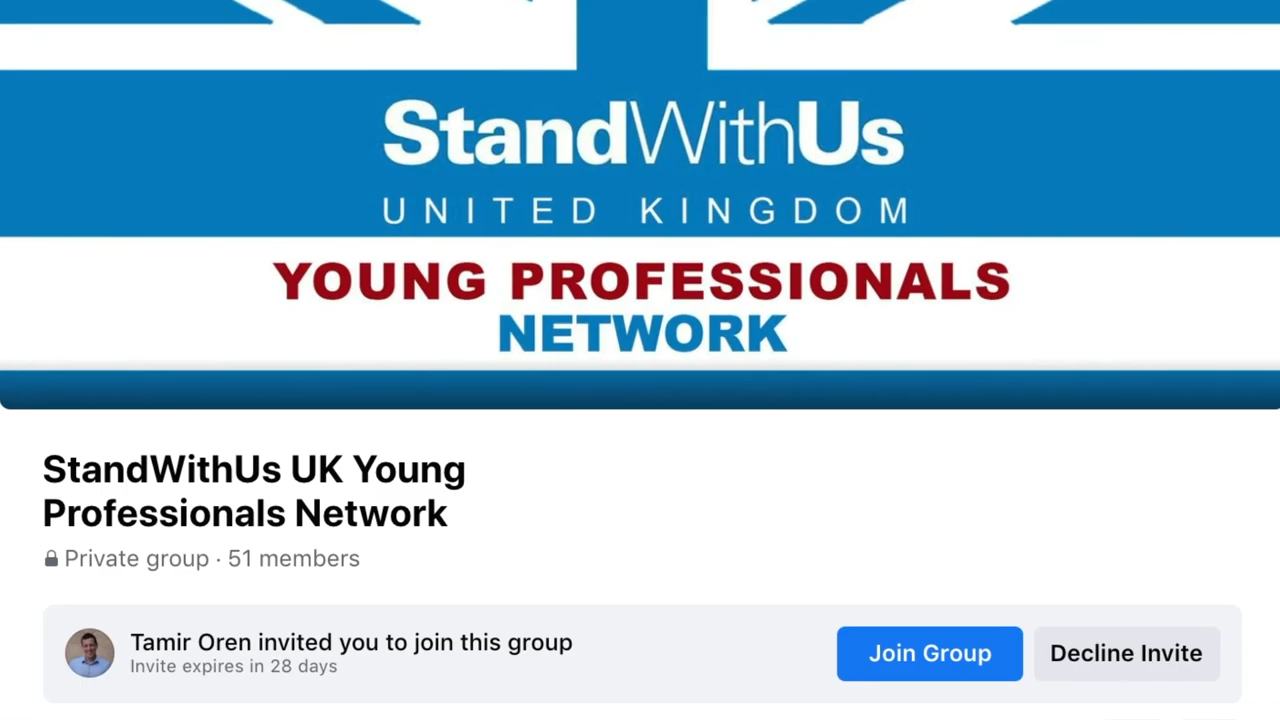 StandWithUs
UNITED KINGDOM
YOUNG PROFESSIONALS
NETWORK
StandWithUs UK Young
Professionals Network
Private group · 51 members
Tamir Oren invited you to join this group
Invite expires in 28 days
Join Group
Decline Invite